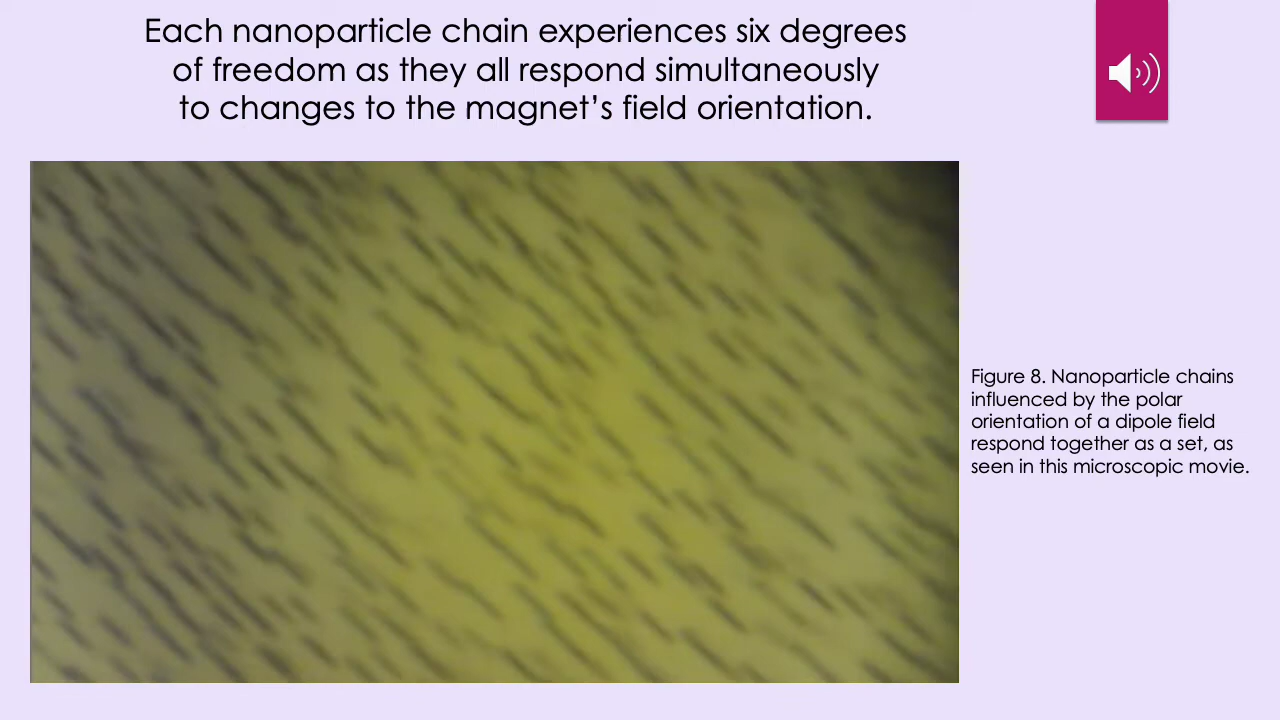 Each nanoparticle chain experiences six degrees
of freedom as they all respond simultaneously
to changes to the magnet’s field orientation.
Figure 8. Nanoparticle chains
influenced by the polar
orientation of a dipole field
respond together as a set, as
seen in this microscopic movie.